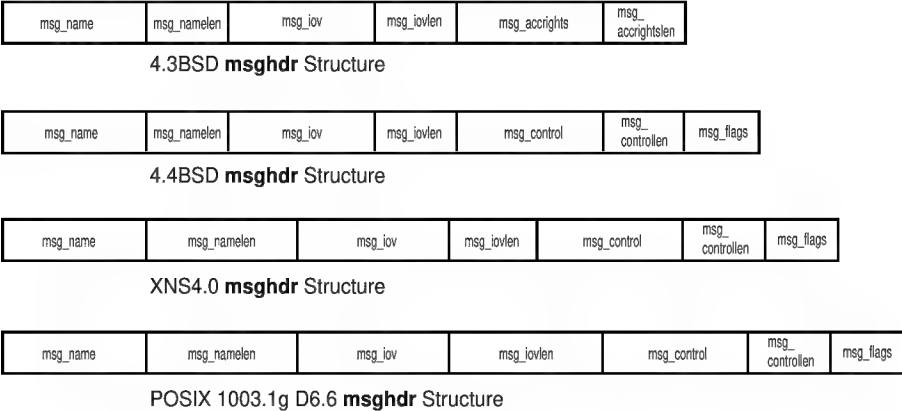 msg_name msg_namelen msg_iov msg_iovlen msg_accrights msg_
accrightslen
4.3BSD msghdr Structure
msg_name msg_namelen msg_iov msg_iovlen msg_control msg_
controllen msg_flags
4.4BSD msghdr Structure
msg_name msg_namelen msg_iov msg_iovlen msg_control msg_
controllen msg_flags
XNS4.0 msghdr Structure
msg_name msg_namelen msg_iov msg_iovlen msg_control msg_
controllen msg_flags
POSIX 1003.1g D6.6 msghdr Structure